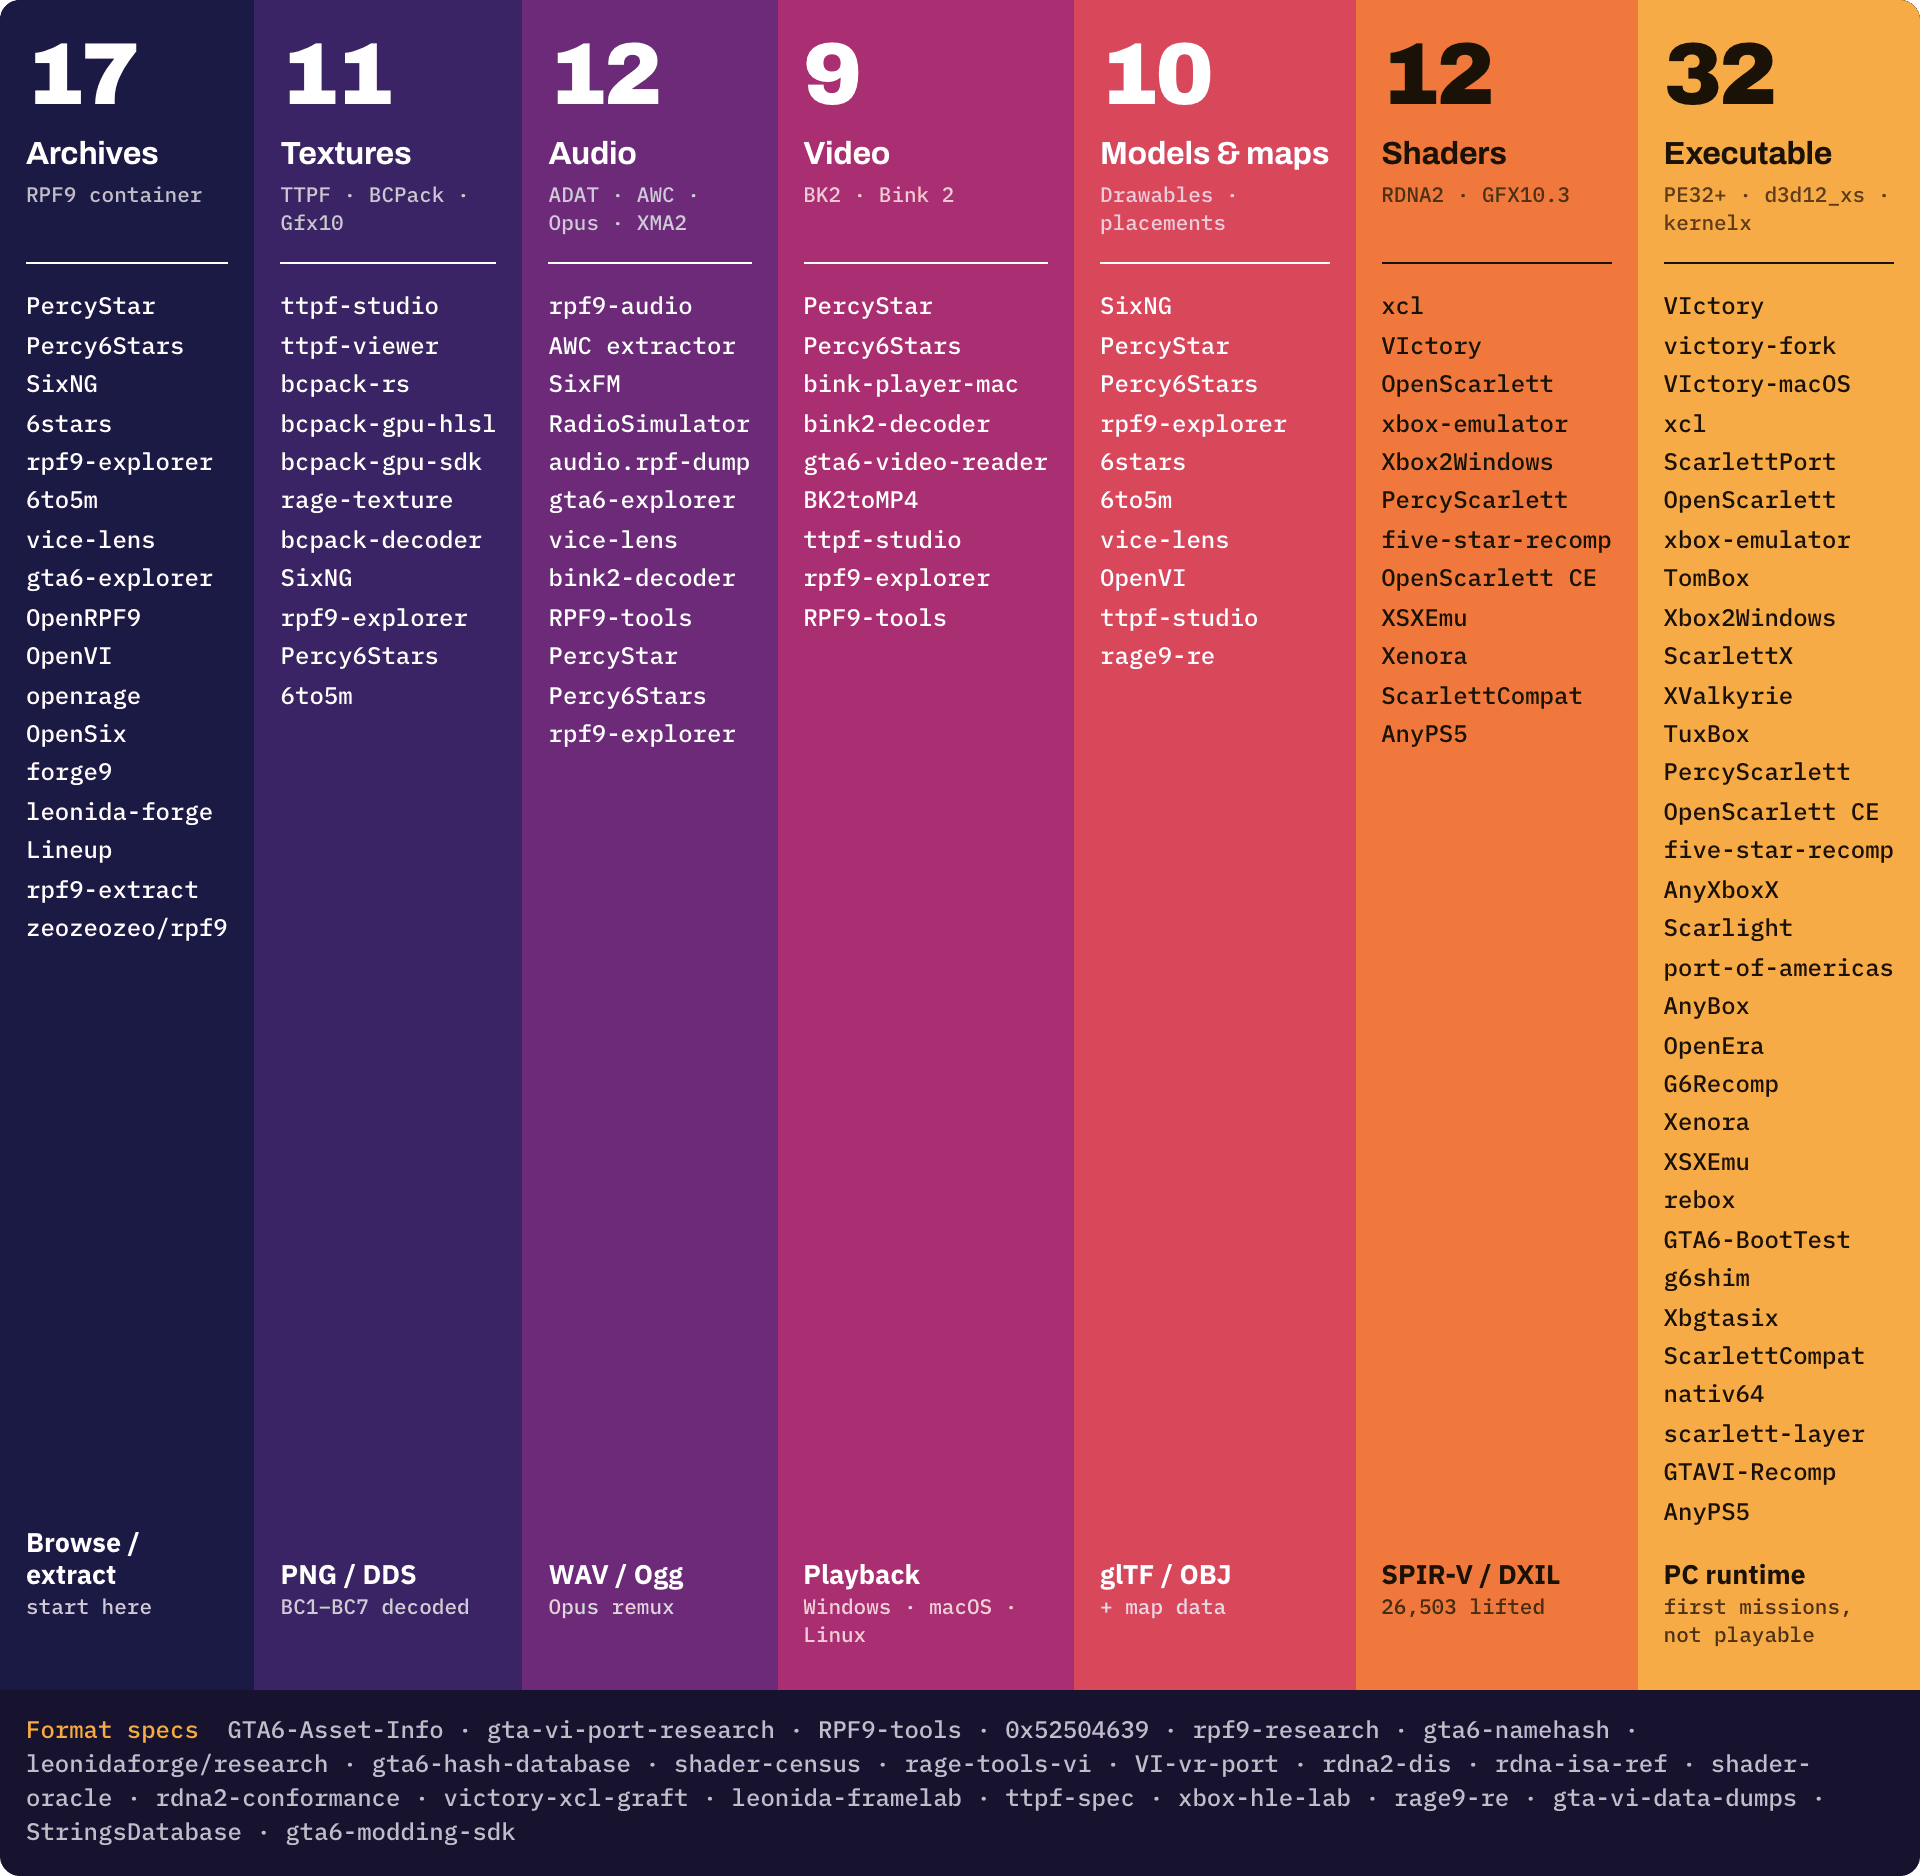 17
Archives
RPF9 container
PercyStar
Percy6Stars
SixNG
6stars
rpf9-explorer
6to5m
vice-lens
gta6-explorer
OpenRPF9
OpenVI
openrage
OpenSix
forge9
leonida-forge
Lineup
rpf9-extract
zeozeozeo/rpf9
Browse /
extract
start here
11
Textures
TTPF · BCPack ·
Gfx10
ttpf-studio
ttpf-viewer
bcpack-rs
bcpack-gpu-hlsl
bcpack-gpu-sdk
rage-texture
bcpack-decoder
SixNG
rpf9-explorer
Percy6Stars
6to5m
PNG / DDS
BC1–BC7 decoded
12
Audio
ADAT · AWC ·
Opus · XMA2
rpf9-audio
AWC extractor
SixFM
RadioSimulator
audio.rpf-dump
gta6-explorer
vice-lens
bink2-decoder
RPF9-tools
PercyStar
Percy6Stars
rpf9-explorer
WAV / Ogg
Opus remux
9
Video
BK2 · Bink 2
PercyStar
Percy6Stars
bink-player-mac
bink2-decoder
gta6-video-reader
BK2toMP4
ttpf-studio
rpf9-explorer
RPF9-tools
Playback
Windows · macOS ·
Linux
10
Models & maps
Drawables ·
placements
SixNG
PercyStar
Percy6Stars
rpf9-explorer
6stars
6to5m
vice-lens
OpenVI
ttpf-studio
rage9-re
glTF / OBJ
+ map data
12
Shaders
RDNA2 · GFX10.3
xcl
VIctory
OpenScarlett
xbox-emulator
Xbox2Windows
PercyScarlett
five-star-recomp
OpenScarlett CE
XSXEmu
Xenora
ScarlettCompat
AnyPS5
SPIR-V / DXIL
26,503 lifted
32
Executable
PE32+ · d3d12_xs ·
kernelx
VIctory
victory-fork
VIctory-macOS
xcl
ScarlettPort
OpenScarlett
xbox-emulator
TomBox
Xbox2Windows
ScarlettX
XValkyrie
TuxBox
PercyScarlett
OpenScarlett CE
five-star-recomp
AnyXboxX
Scarlight
port-of-americas
AnyBox
OpenEra
G6Recomp
Xenora
XSXEmu
rebox
GTA6-BootTest
g6shim
Xbgtasix
ScarlettCompat
nativ64
scarlett-layer
GTAVI-Recomp
AnyPS5
PC runtime
first missions,
not playable
Format specs GTA6-Asset-Info · gta-vi-port-research · RPF9-tools · 0x52504639 · rpf9-research · gta6-namehash ·
leonidaforge/research · gta6-hash-database · shader-census · rage-tools-vi · VI-vr-port · rdna2-dis · rdna-isa-ref · shader-
oracle · rdna2-conformance · victory-xcl-graft · leonida-framelab · ttpf-spec · xbox-hle-lab · rage9-re · gta-vi-data-dumps ·
StringsDatabase · gta6-modding-sdk